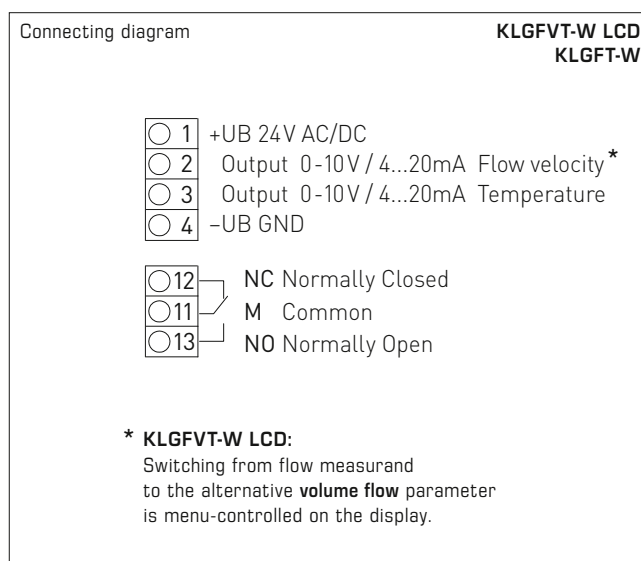 Connecting diagram KLGFVT-W LCD
KLGFT-W
1 +UB 24V AC/DC
2 Output 0-10V / 4...20mA Flow velocity*
3 Output 0-10V / 4...20mA Temperature
4 –UB GND
12 NC Normally Closed
11 M Common
13 NO Normally Open
* KLGFVT-W LCD:
Switching from flow measurand
to the alternative volume flow parameter
is menu-controlled on the display.